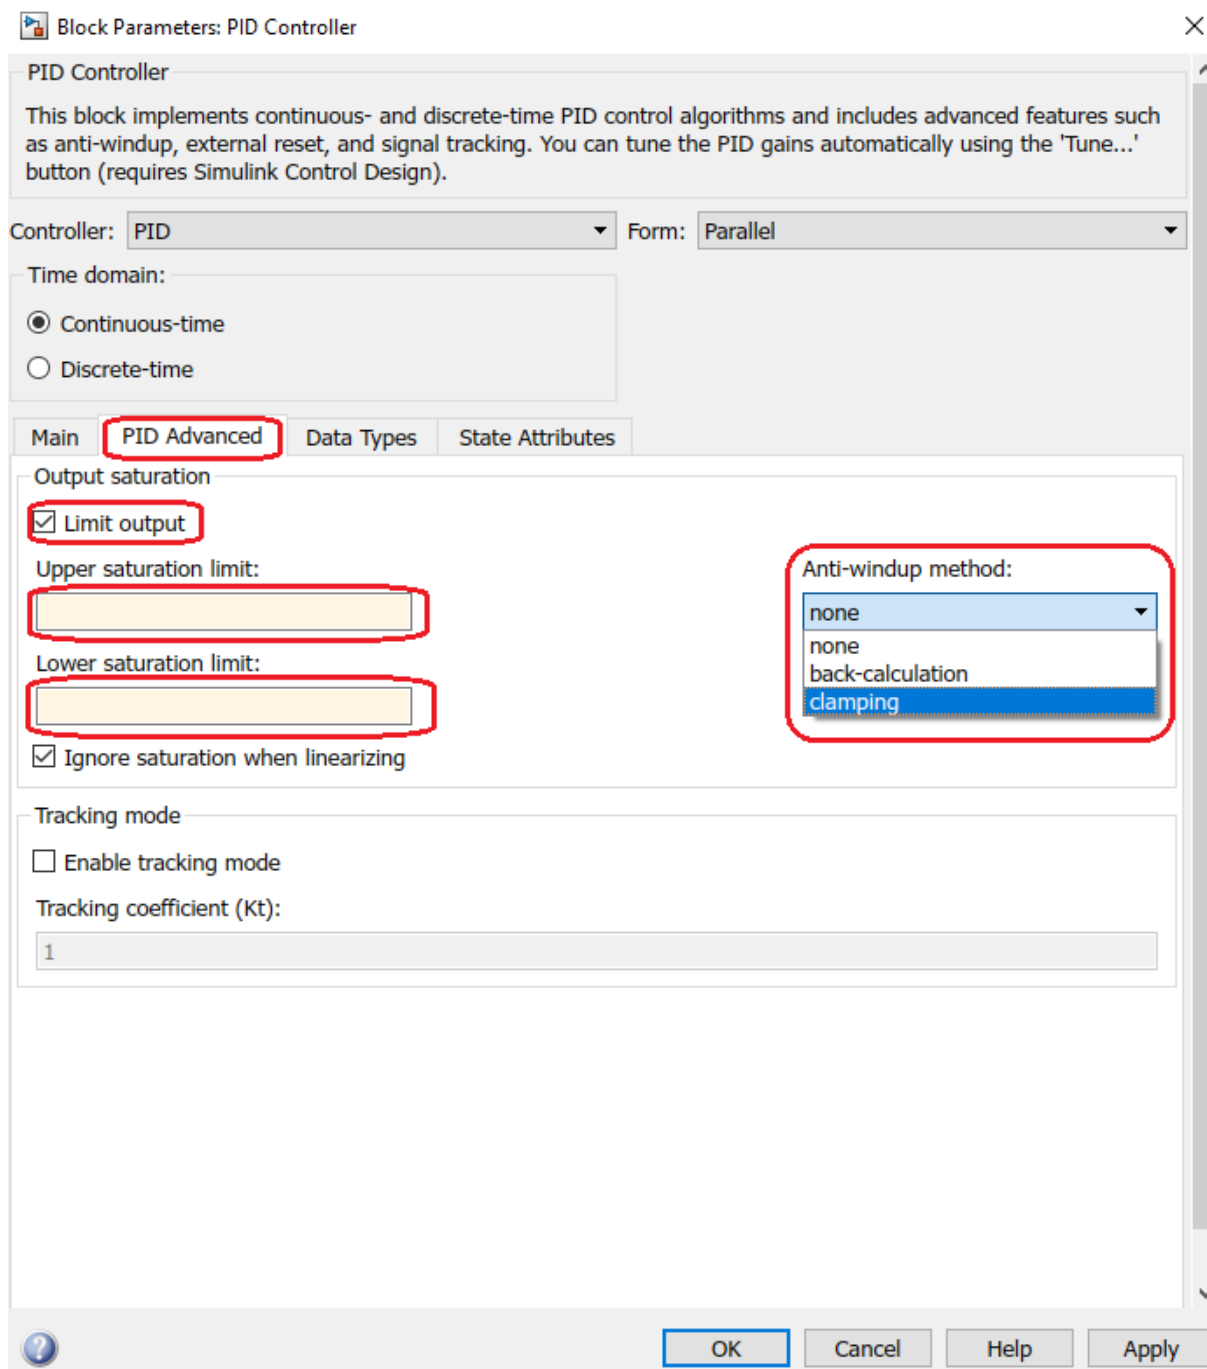 Block Parameters: PID Controller
PID Controller
This block implements continuous- and discrete-time PID control algorithms and includes advanced features such
as anti-windup, external reset, and signal tracking. You can tune the PID gains automatically using the 'Tune...'
button (requires Simulink Control Design).
Controller: PID Form: Parallel
Time domain:
Continuous-time
Discrete-time
Main PID Advanced Data Types State Attributes
Output saturation
Limit output
Upper saturation limit: Anti-windup method:
none
none
Lower saturation limit:
back-calculation
clamping
Ignore saturation when linearizing
Tracking mode
Enable tracking mode
Tracking coefficient (Kt):
1
OK Cancel Help Apply